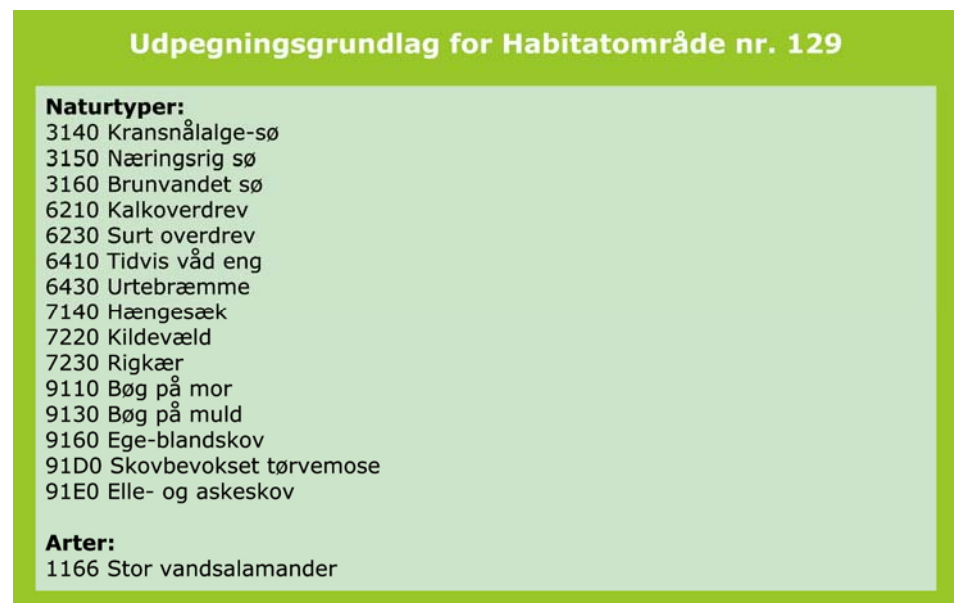 Udpegningsgrundlag for Habitatområde nr. 129
Naturtyper:
3140 Kransnålalge-sø
3150 Næringsrig sø
3160 Brunvandet sø
6210 Kalkoverdrev
6230 Surt overdrev
6410 Tidvis våd eng
6430 Urtebræmme
7140 Hængesæk
7220 Kildevæld
7230 Rigkær
9110 Bøg på mor
9130 Bøg på muld
9160 Ege-blandskov
91D0 Skovbevokset tørvemose
91E0 Elle- og askeskov
Arter:
1166 Stor vandsalamander